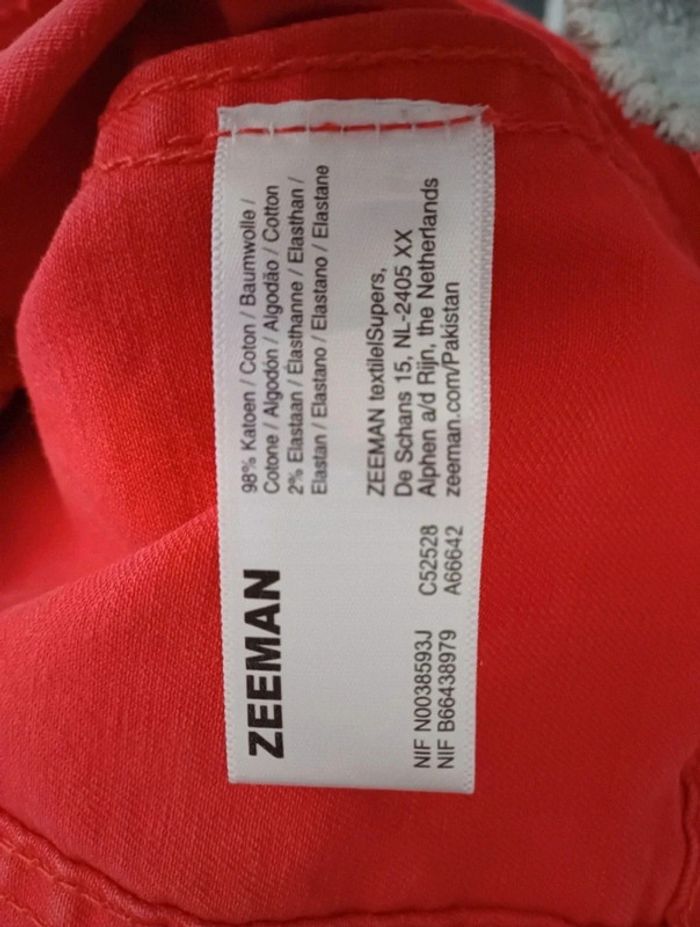 ZEEMAN
98% Katoen / Coton / Baumwolle /
Cotone / Algodón / Algodão / Cotton
2% Elastaan / Élasthanne / Elasthan /
Elastan / Elastano / Elastano / Elastane
ZEEMAN textielSupers,
De Schans 15, NL-2405 XX
Alphen a/d Rijn, the Netherlands
zeeman.com/Pakistan
NIF N0038593J C52528
NIF B66438979 A66642